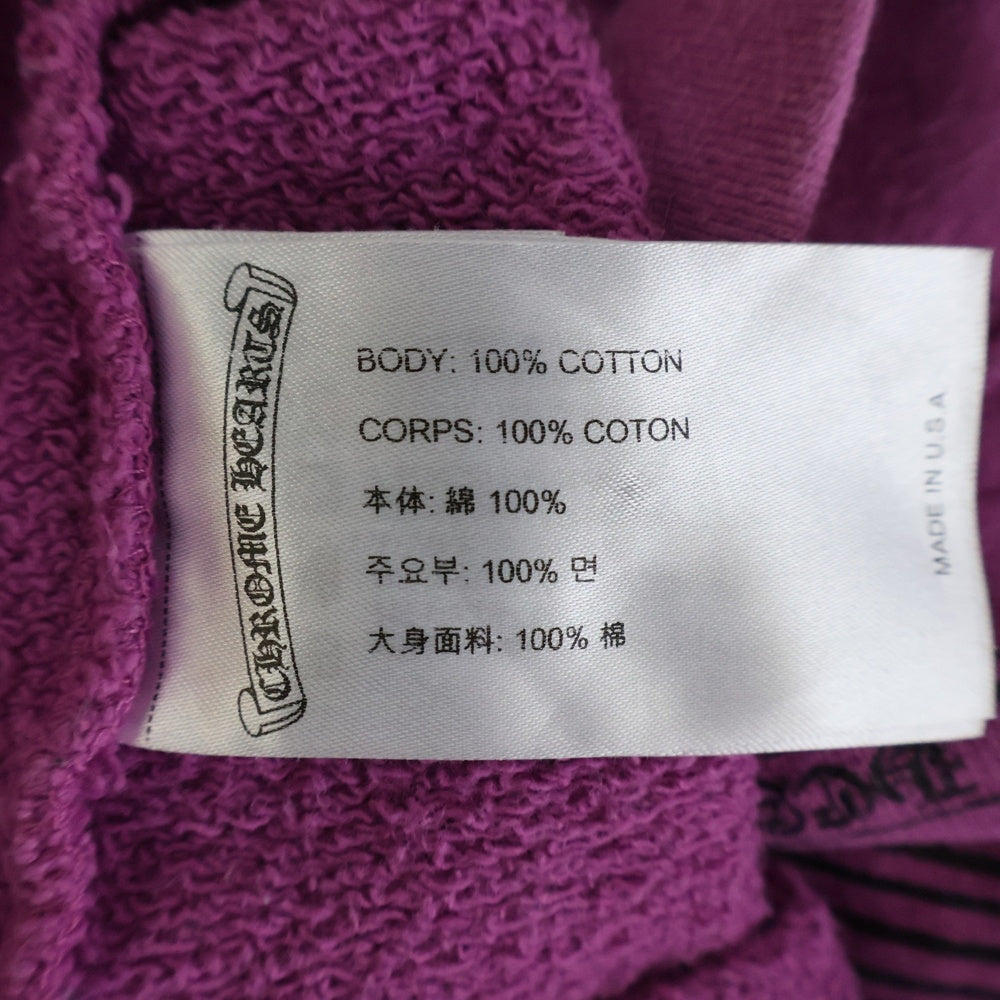 CHROME HEARTS
BODY: 100% COTTON
CORPS: 100% COTON
本体: 綿 100%
주요부: 100% 면
大身面料: 100% 棉
MADE IN U.S.A